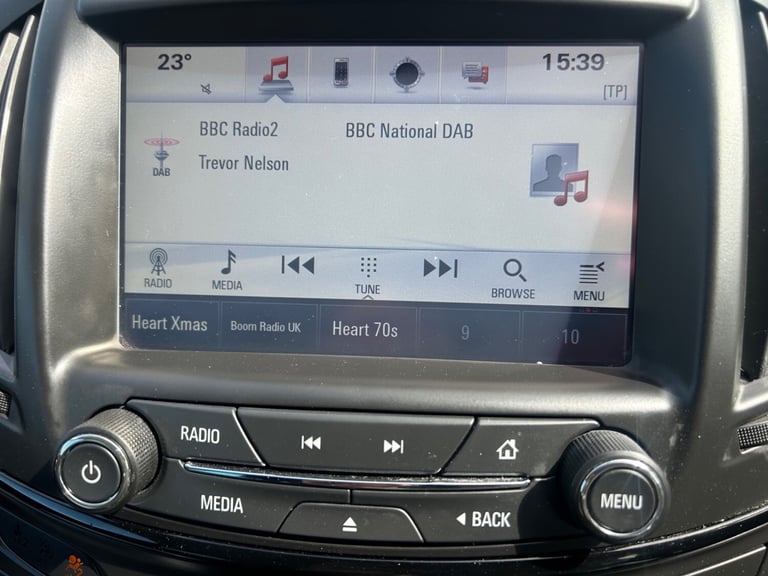 23° 15:39
[TP]
BBC Radio2 BBC National DAB
DAB
Trevor Nelson
RADIO MEDIA TUNE BROWSE MENU
Heart Xmas Boom Radio UK Heart 70s 9 10
RADIO
MEDIA BACK MENU